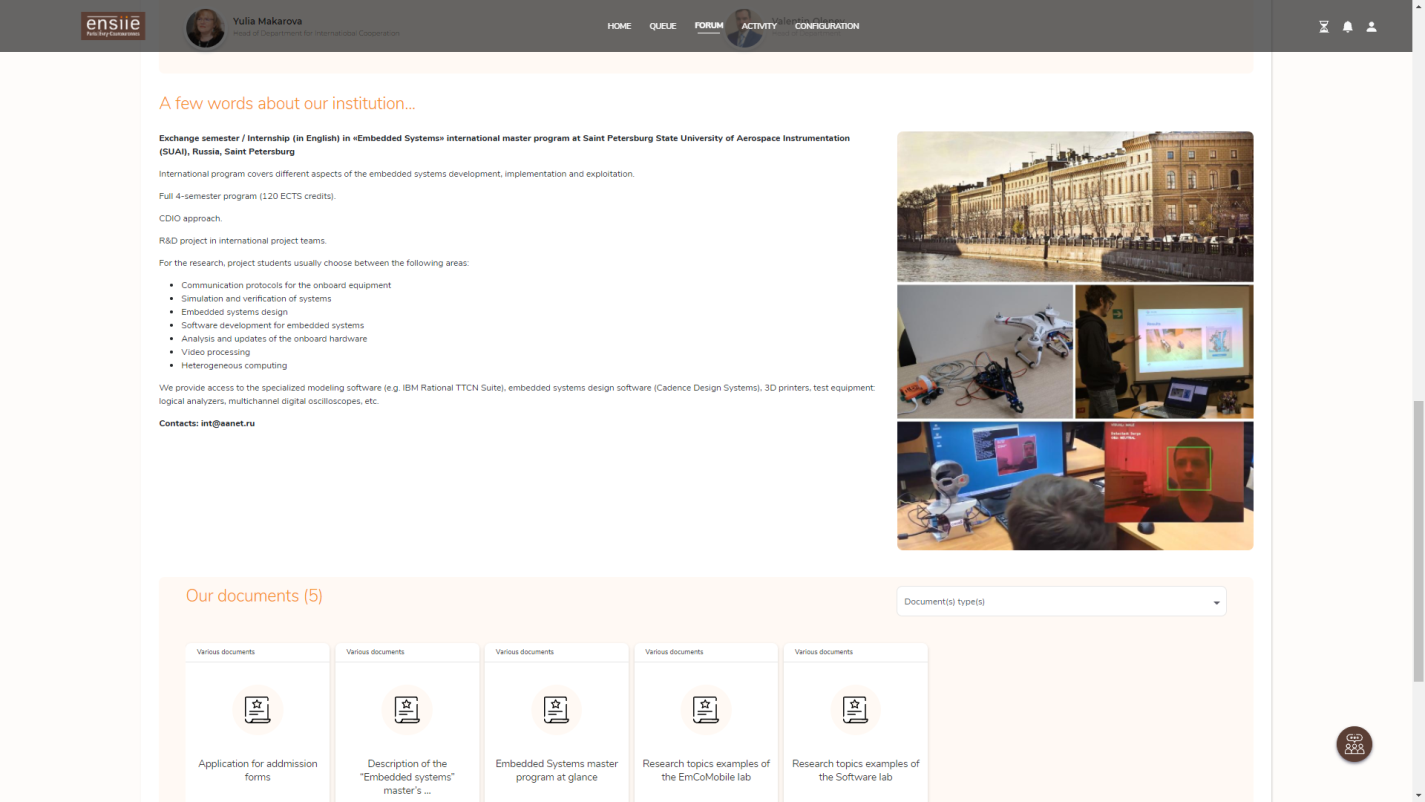 ensiie
Paris-Évry-Courcouronnes
Yulia Makarova
Head of Department for International Cooperation
HOME
QUEUE
FORUM
ACTIVITY
CONFIGURATION
A few words about our institution...
Exchange semester / Internship (in English) in «Embedded Systems» international master program at Saint Petersburg State University of Aerospace Instrumentation
(SUAI), Russia, Saint Petersburg
International program covers different aspects of the embedded systems development, implementation and exploitation.
Full 4-semester program (120 ECTS credits).
CDIO approach.
R&D project in international project teams.
For the research, project students usually choose between the following areas:
Communication protocols for the onboard equipment
Simulation and verification of systems
Embedded systems design
Software development for embedded systems
Analysis and updates of the onboard hardware
Video processing
Heterogeneous computing
We provide access to the specialized modeling software (e.g. IBM Rational TTCN Suite), embedded systems design software (Cadence Design Systems), 3D printers, test equipment:
logical analyzers, multichannel digital oscilloscopes, etc.
Contacts: int@aanet.ru
Our documents (5)
Document(s) type(s)
Various documents
Application for addmission
forms
Various documents
Description of the
“Embedded systems”
master’s ...
Various documents
Embedded Systems master
program at glance
Various documents
Research topics examples of
the EmCoMobile lab
Various documents
Research topics examples of
the Software lab